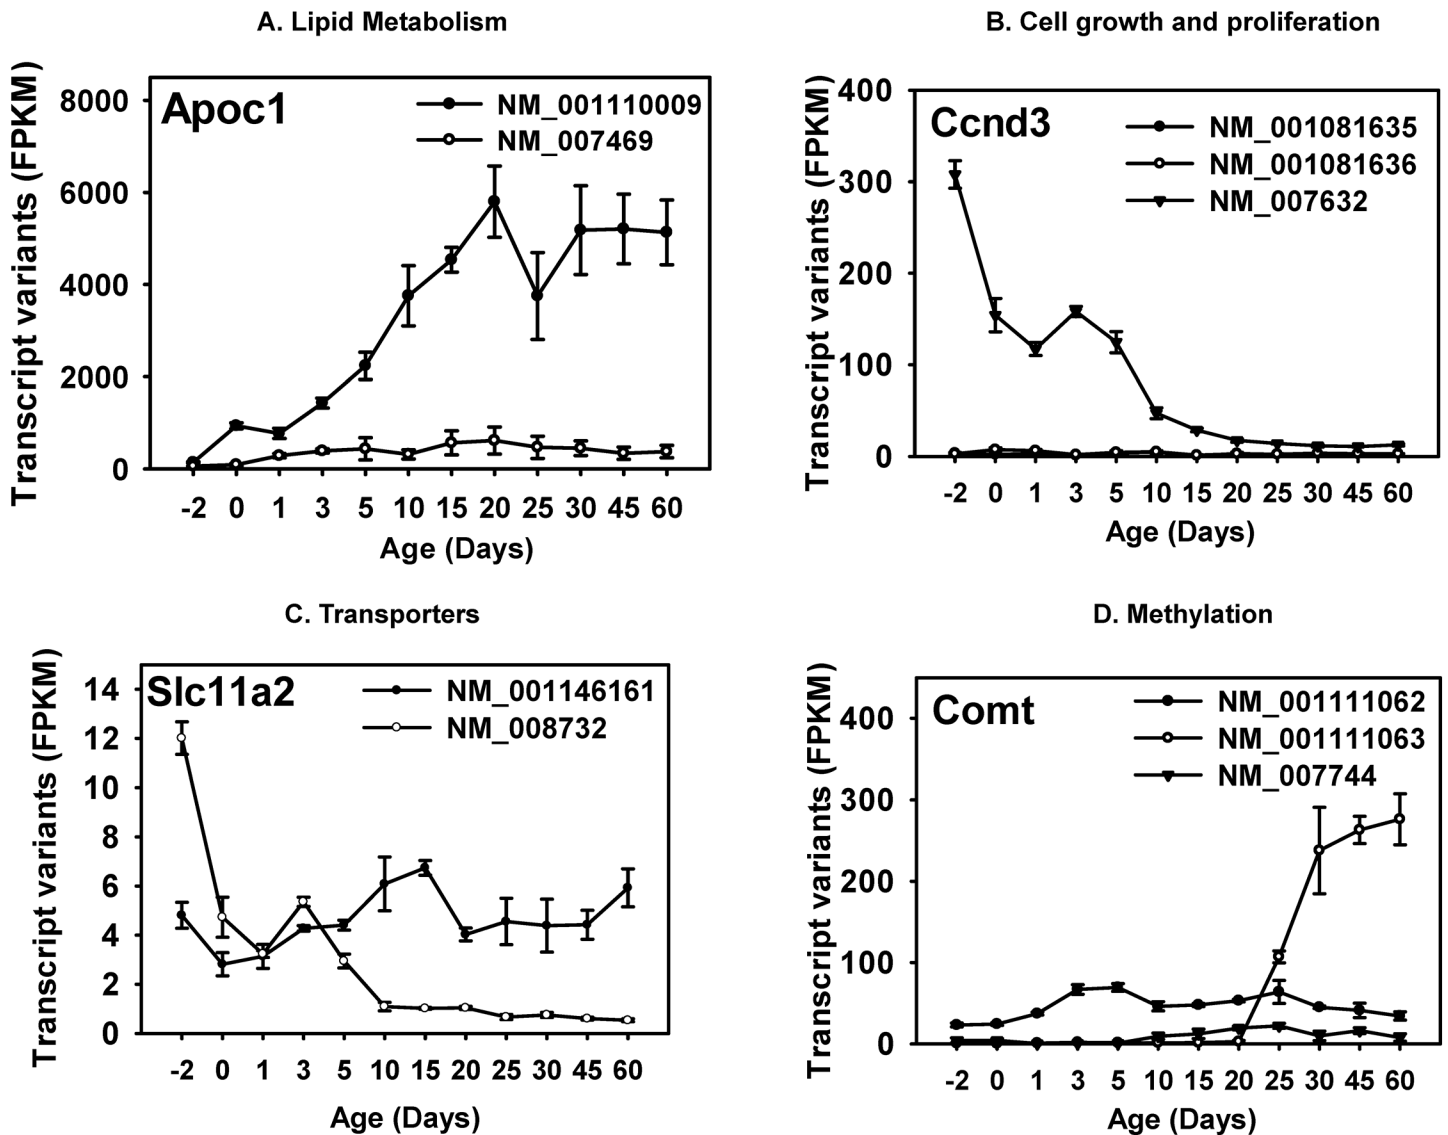 A. Lipid Metabolism
Transcript variants (FPKM)
Apoc1
NM_001110009
NM_007469
8000
6000
4000
2000
0
-2 0 1 3 5 10 15 20 25 30 45 60
Age (Days)
B. Cell growth and proliferation
Transcript variants (FPKM)
Ccnd3
NM_001081635
NM_001081636
NM_007632
400
300
200
100
0
-2 0 1 3 5 10 15 20 25 30 45 60
Age (Days)
C. Transporters
Transcript variants (FPKM)
Slc11a2
NM_001146161
NM_008732
14
12
10
8
6
4
2
0
-2 0 1 3 5 10 15 20 25 30 45 60
Age (Days)
D. Methylation
Transcript variants (FPKM)
Comt
NM_001111062
NM_001111063
NM_007744
400
300
200
100
0
-2 0 1 3 5 10 15 20 25 30 45 60
Age (Days)